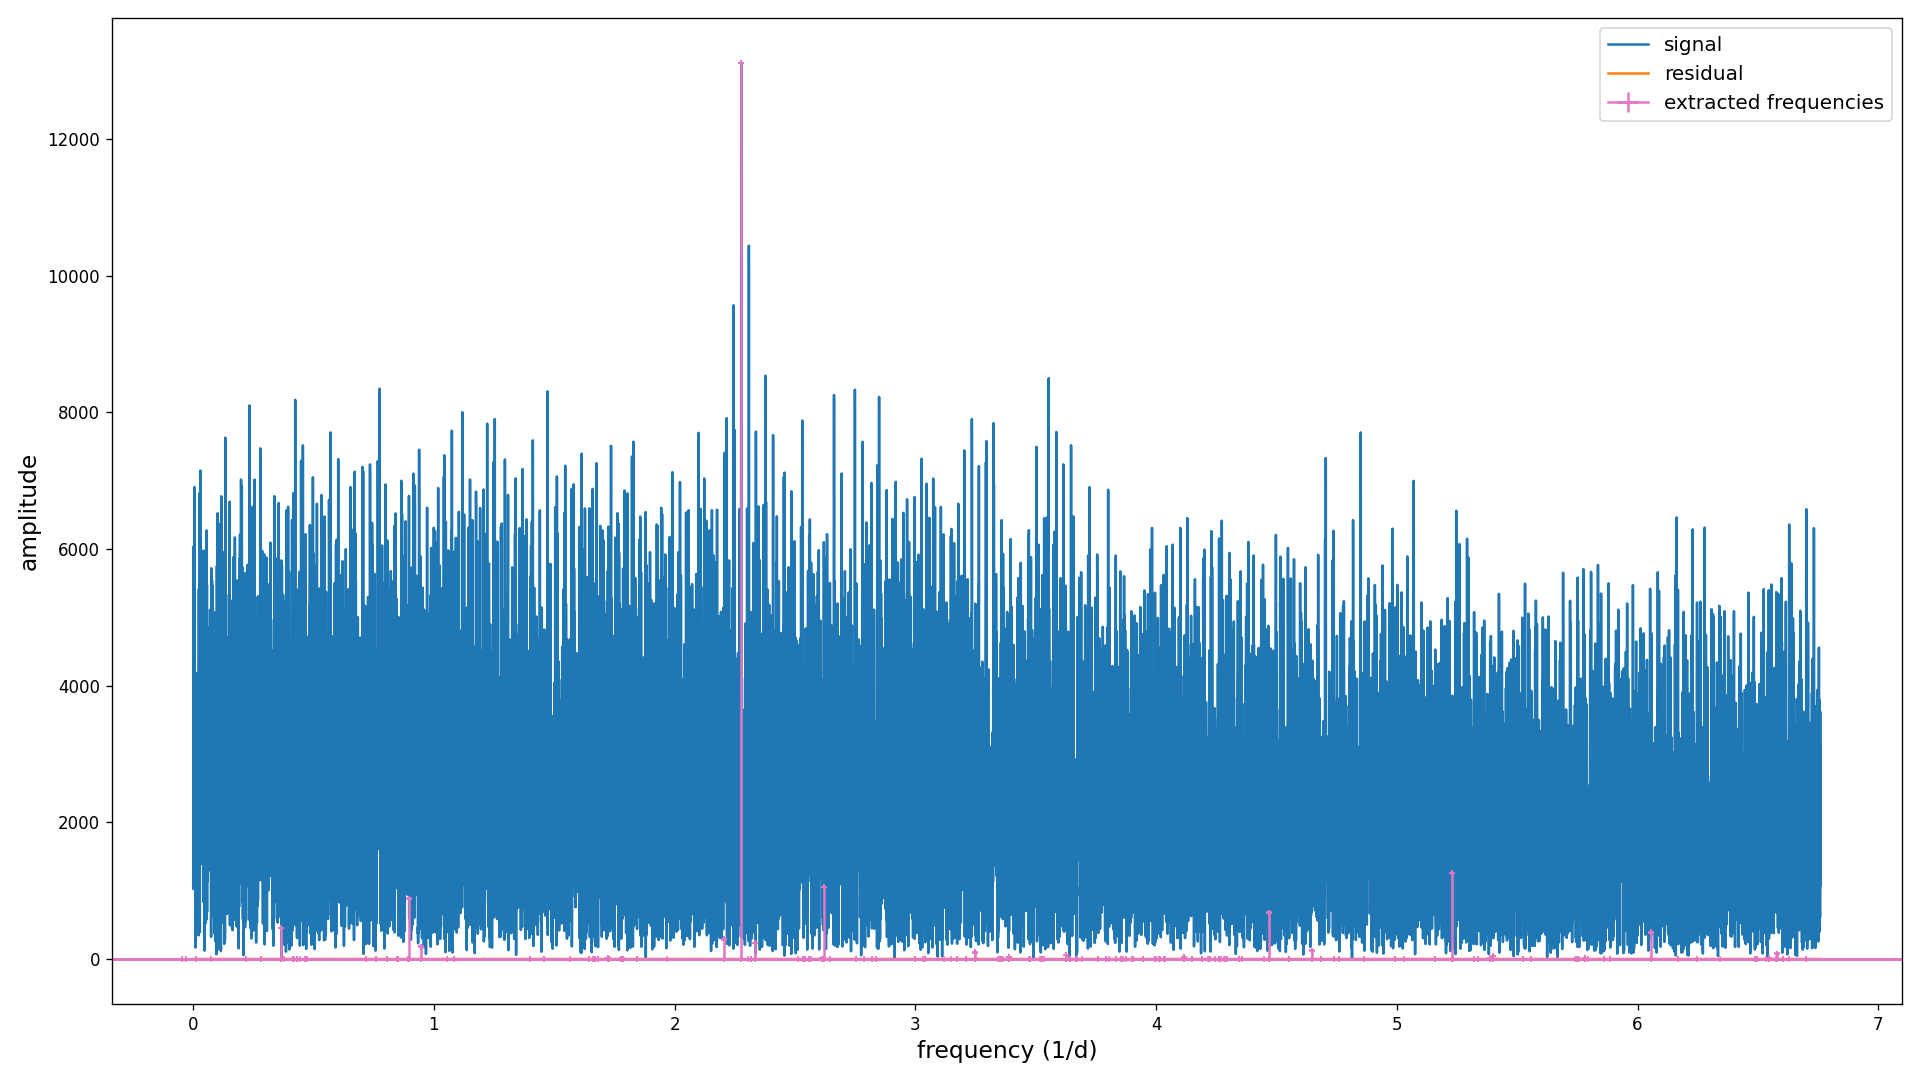 signal
residual
extracted frequencies
amplitude
12000
10000
8000
6000
4000
2000
0
0 1 2 3 4 5 6 7
frequency (1/d)